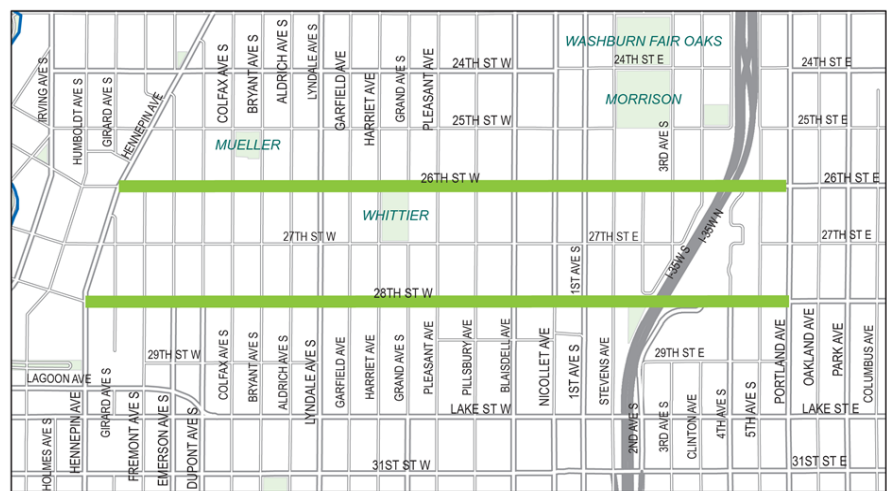 WASHBURN FAIR OAKS
24TH ST W
24TH ST E
24TH ST E
IRVING AVE S
HUMBOLDT AVE S
GIRARD AVE S
HENNEPIN AVE
COLFAX AVE S
BRYANT AVE S
ALDRICH AVE S
LYNDALE AVE S
GARFIELD AVE
HARRIET AVE
GRAND AVE S
PLEASANT AVE
MORRISON
25TH ST W
3RD AVE S
25TH ST E
MUELLER
26TH ST W
26TH ST E
WHITTIER
27TH ST W
1ST AVE S
27TH ST E
I-35W S
I-35W N
27TH ST E
28TH ST W
29TH ST W
COLFAX AVE S
BRYANT AVE S
ALDRICH AVE S
LYNDALE AVE S
GARFIELD AVE
HARRIET AVE
GRAND AVE S
PLEASANT AVE
PILLSBURY AVE
BLAISDELL AVE
NICOLLET AVE
1ST AVE S
STEVENS AVE
29TH ST E
PORTLAND AVE
OAKLAND AVE
PARK AVE
COLUMBUS AVE
LAGOON AVE
LAKE ST W
LAKE ST E
HOLMES AVE S
HENNEPIN AVE
GIRARD AVE S
FREMONT AVE S
EMERSON AVE S
DUPONT AVE S
2ND AVE S
3RD AVE S
CLINTON AVE
4TH AVE S
5TH AVE S
31ST ST W
31ST ST E